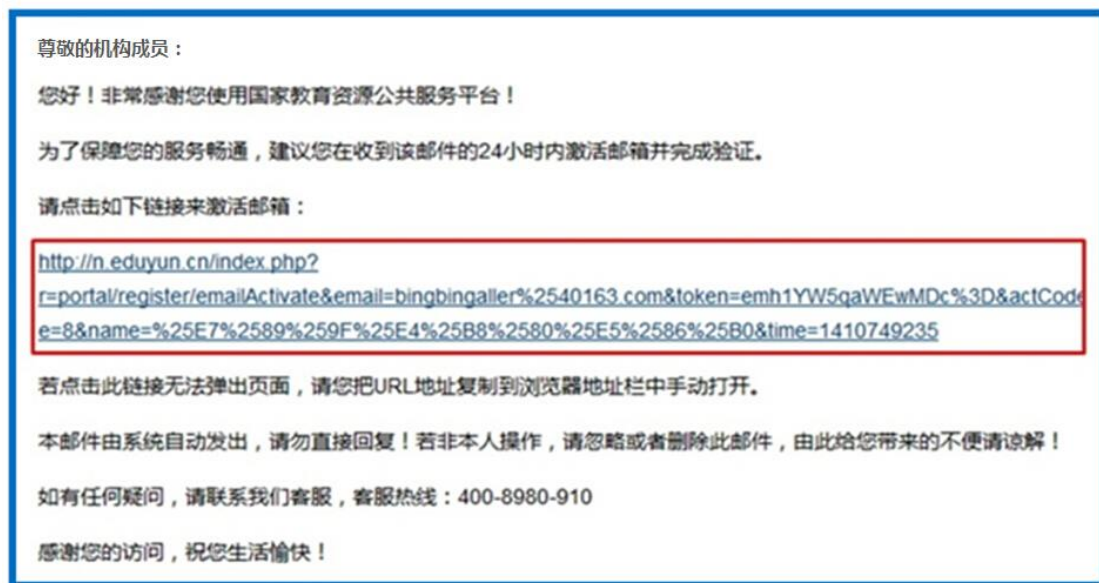 尊敬的机构成员：
您好！非常感谢您使用国家教育资源公共服务平台！
为了保障您的服务畅通，建议您在收到该邮件的24小时内激活邮箱并完成验证。
请点击如下链接来激活邮箱：
http://n.eduyun.cn/index.php?
r=portal/register/emailActivate&email=bingbingaller%2540163.com&token=emh1YW5qaWEwMDc%3D&actCode
e=8&name=%25E7%2589%259F%25E4%25B8%2580%25E5%2586%25B0&time=1410749235
若点击此链接无法弹出页面，请您把URL地址复制到浏览器地址栏中手动打开。
本邮件由系统自动发出，请勿直接回复！若非本人操作，请忽略或者删除此邮件，由此给您带来的不便请谅解！
如有任何疑问，请联系我们客服，客服热线：400-8980-910
感谢您的访问，祝您生活愉快！